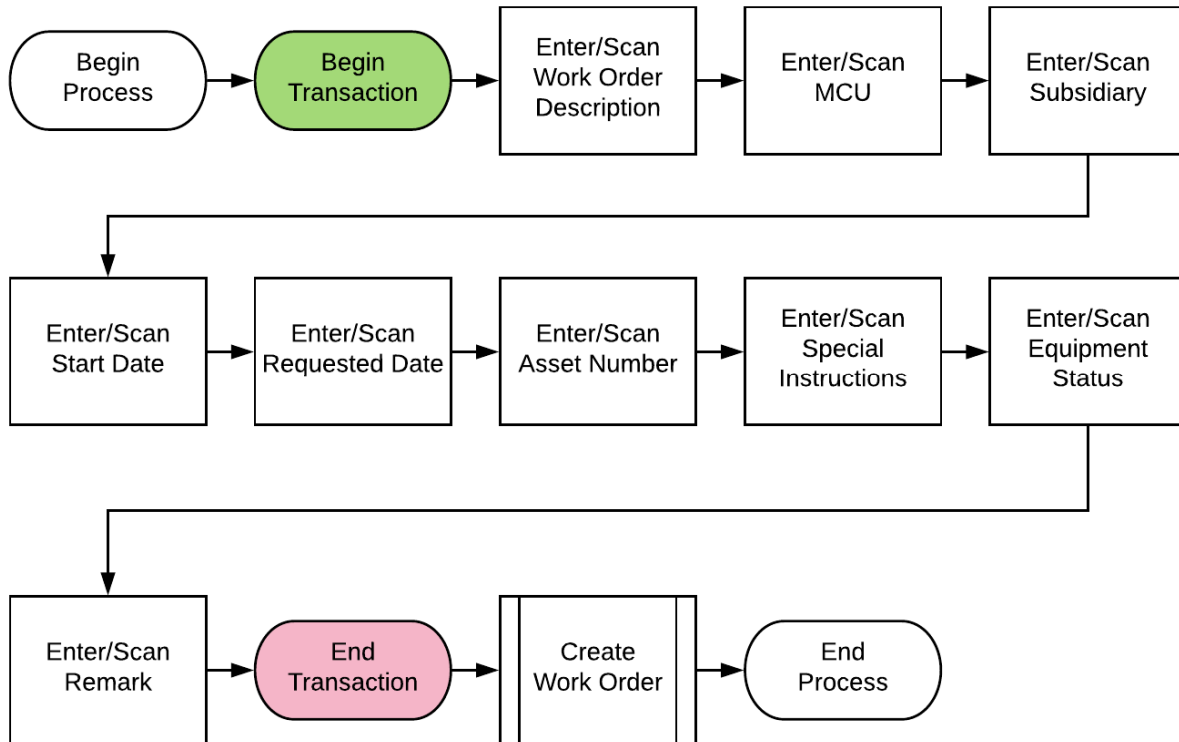 Begin
Process
Begin
Transaction
Enter/Scan
Work Order
Description
Enter/Scan
MCU
Enter/Scan
Subsidiary
Enter/Scan
Start Date
Enter/Scan
Requested Date
Enter/Scan
Asset Number
Enter/Scan
Special
Instructions
Enter/Scan
Equipment
Status
Enter/Scan
Remark
End
Transaction
Create
Work Order
End
Process